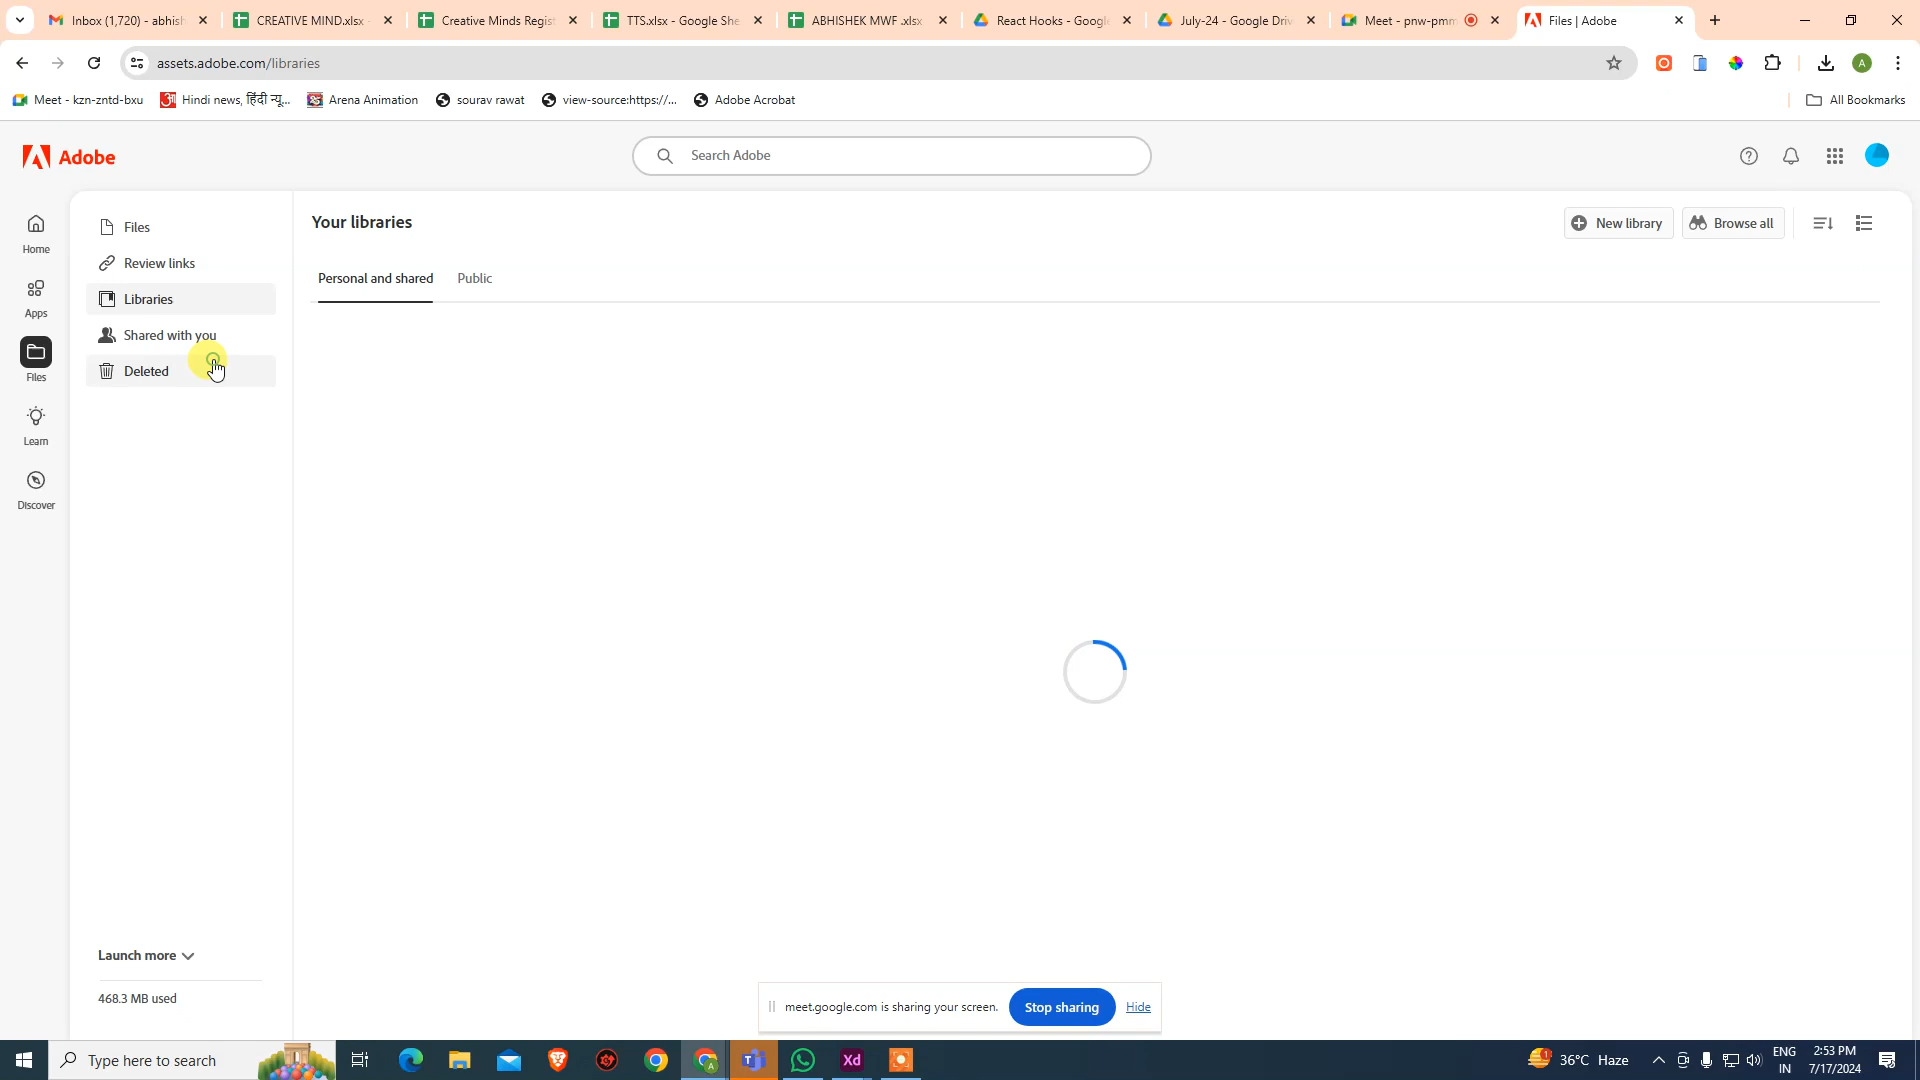 Inbox (1,720) - abhish
CREATIVE MIND.xlsx -
Creative Minds Regist
TTS.xlsx - Google She
ABHISHEK MWF .xlsx
React Hooks - Google
July-24 - Google Driv
Meet - pnw-pmm
Files | Adobe
assets.adobe.com/libraries
A
Meet - kzn-zntd-bxu
Hindi news, हिंदी न्यू...
Arena Animation
sourav rawat
view-source:https://...
Adobe Acrobat
All Bookmarks
Adobe
Search Adobe
Home
Apps
Files
Learn
Discover
Files
Review links
Libraries
Shared with you
Deleted
Your libraries
New library
Browse all
Personal and shared
Public
Launch more
468.3 MB used
meet.google.com is sharing your screen.
Stop sharing
Hide
Type here to search
Xd
36°C Haze
ENG
IN
2:53 PM
7/17/2024